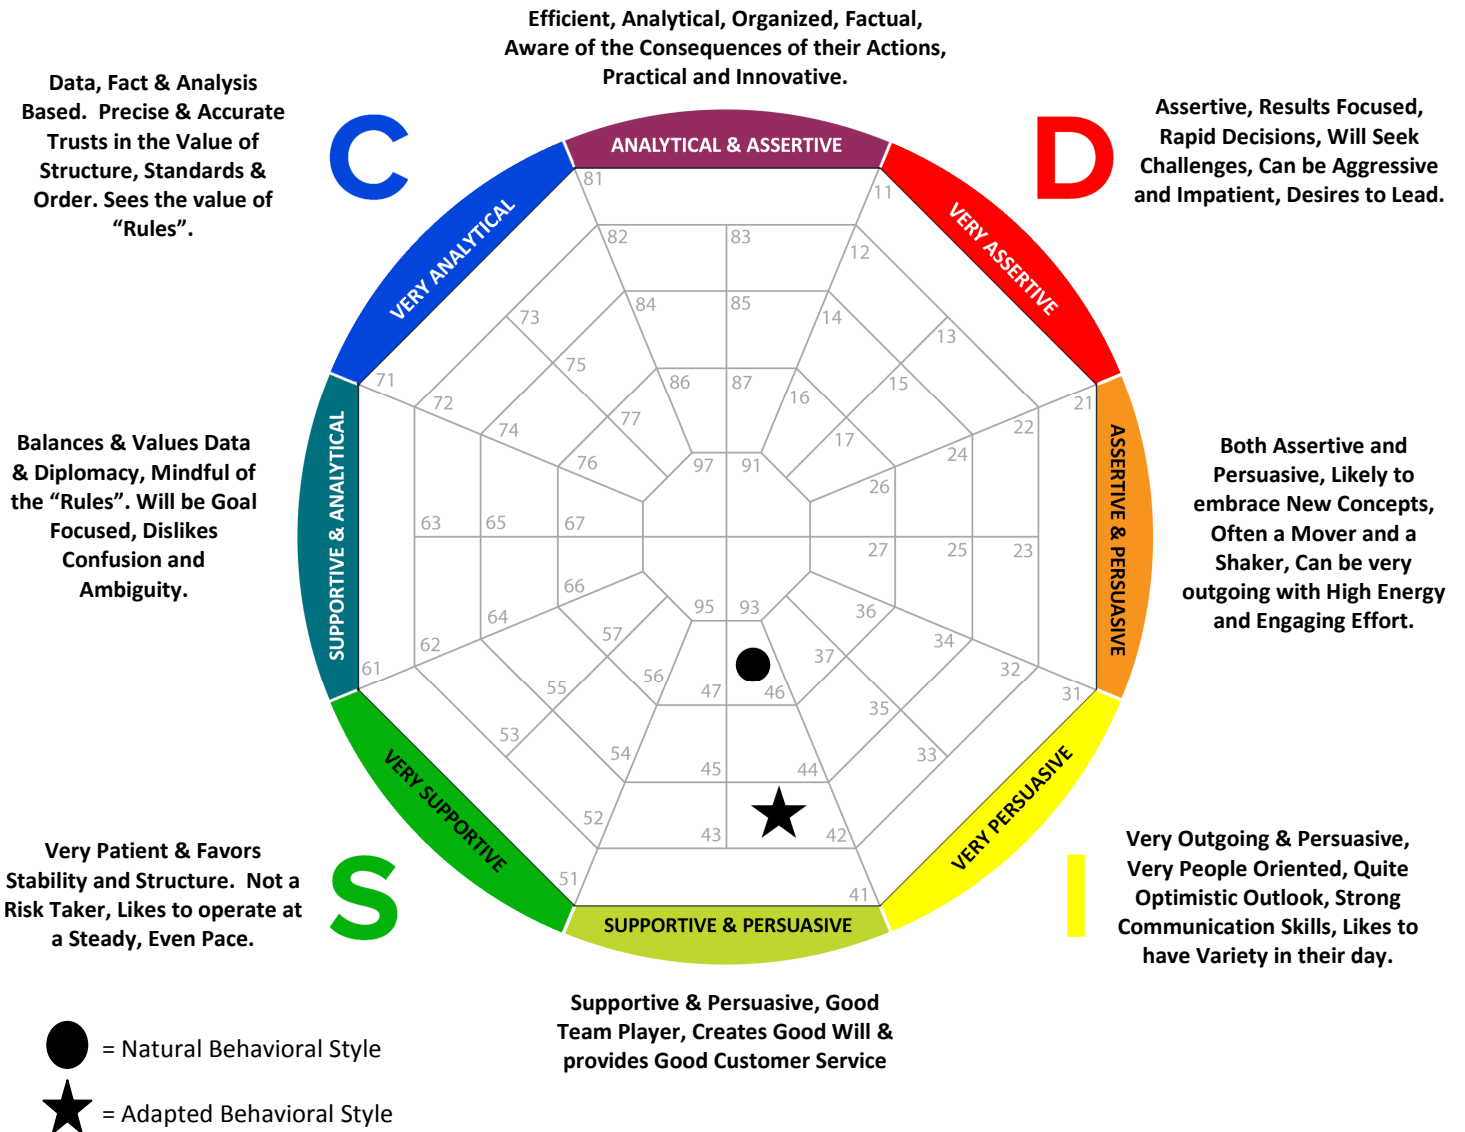 Efficient, Analytical, Organized, Factual,
Aware of the Consequences of their Actions,
Practical and Innovative.
Data, Fact & Analysis
Based.  Precise & Accurate
Trusts in the Value of
Structure, Standards &
Order. Sees the value of
“Rules”.
C
D
Assertive, Results Focused,
Rapid Decisions, Will Seek
Challenges, Can be Aggressive
and Impatient, Desires to Lead.
ANALYTICAL & ASSERTIVE
VERY ANALYTICAL
VERY ASSERTIVE
81
11
82
83
12
84
85
14
73
13
75
15
86
87
16
71
72
77
17
21
22
74
24
76
97
91
26
Balances & Values Data
& Diplomacy, Mindful of
the “Rules”. Will be Goal
Focused, Dislikes
Confusion and
Ambiguity.
SUPPORTIVE & ANALYTICAL
ASSERTIVE & PERSUASIVE
Both Assertive and
Persuasive, Likely to
embrace New Concepts,
Often a Mover and a
Shaker, Can be very
outgoing with High Energy
and Engaging Effort.
63
65
67
27
25
23
66
95
93
36
64
57
34
62
37
32
61
56
55
47
46
35
31
53
54
45
44
33
52
43
42
51
41
VERY SUPPORTIVE
VERY PERSUASIVE
SUPPORTIVE & PERSUASIVE
Very Patient & Favors
Stability and Structure.  Not a
Risk Taker, Likes to operate at
a Steady, Even Pace.
S
I
Very Outgoing & Persuasive,
Very People Oriented, Quite
Optimistic Outlook, Strong
Communication Skills, Likes to
have Variety in their day.
Supportive & Persuasive, Good
Team Player, Creates Good Will &
provides Good Customer Service
= Natural Behavioral Style
= Adapted Behavioral Style